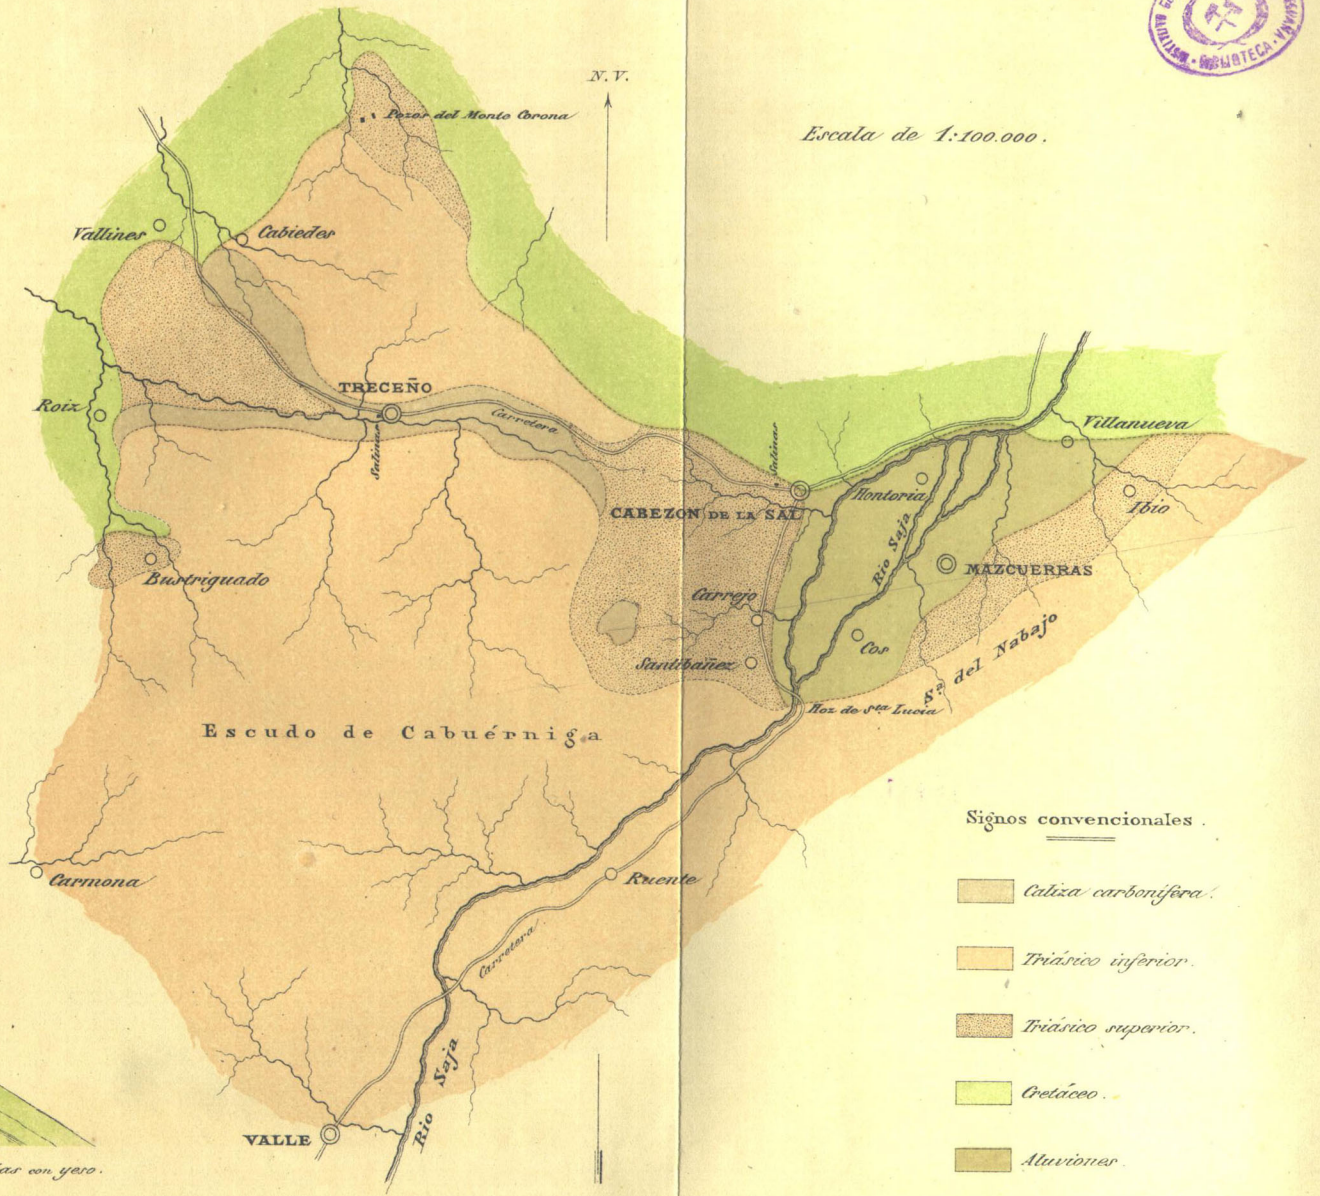 N.V.
Pozos del Monte Corona
Escala de 1:100.000.
BIBLIOTECA
Vallines
Cabiedes
TRECEÑO
Roiz
Carretera
Salinas
Salinas
Villanueva
Hontoria
CABEZON DE LA SAL
Ibio
Rio Saja
MAZCUERRAS
Bustriguado
Carrejo
Cos
Santibañez
Sª del Nabajo
Hoz de Sta Lucia
Escudo de Cabuérniga
Signos convencionales.
Carmona
Ruente
Caliza carbonífera.
Carretera
Triásico inferior.
Triásico superior.
Rio Saja
Cretáceo.
VALLE
Aluviones.
con yeso.